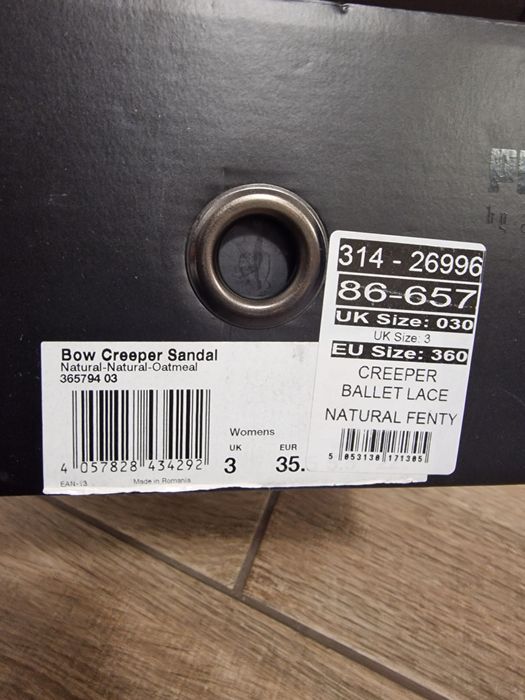 314 - 26996
86-657
UK Size: 030
UK Size: 3
EU Size: 360
CREEPER
BALLET LACE
NATURAL FENTY
5 053138 171385
Bow Creeper Sandal
Natural-Natural-Oatmeal
365794 03
Womens
UK EUR
3 35.
4 057828 434292
EAN-13 Made in Romania